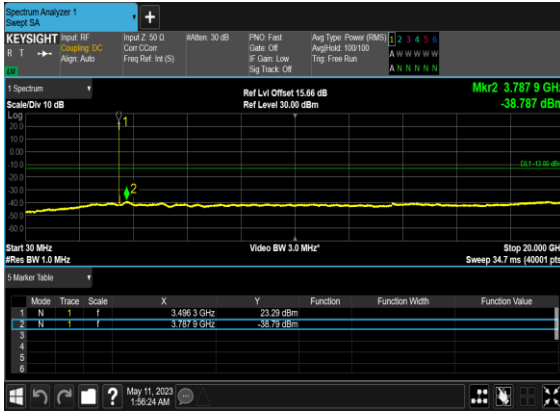 Spectrum Analyzer 1
Swept SA
+
KEYSIGHT Input: RF Input Z: 50 Ω #Atten: 30 dB PNO: Fast Avg Type: Power (RMS) 1 2 3 4 5 6
R T Coupling: DC Corr CCorr Gate: Off Avg|Hold: 100/100 A W W W W W
Align: Auto Freq Ref: Int (S) IF Gain: Low Trig: Free Run
Sig Track: Off A N N N N N
1 Spectrum Mkr2 3.787 9 GHz
Ref Lvl Offset 15.66 dB
Scale/Div 10 dB Ref Level 30.00 dBm -38.787 dBm
Log
1
20.0
10.0
0.00
-10.0
DL1 -13.00 dBm
-20.0
-30.0
2
-40.0
-50.0
-60.0
Start 30 MHz Video BW 3.0 MHz* Stop 20.000 GH
#Res BW 1.0 MHz Sweep 34.7 ms (40001 pts
5 Marker Table
Mode Trace Scale X Y Function Function Width Function Value
1 N 1 f 3.496 3 GHz 23.29 dBm
2 N 1 f 3.787 9 GHz -38.79 dBm
3
4
5
6
? May 11, 2023
1:56:24 AM